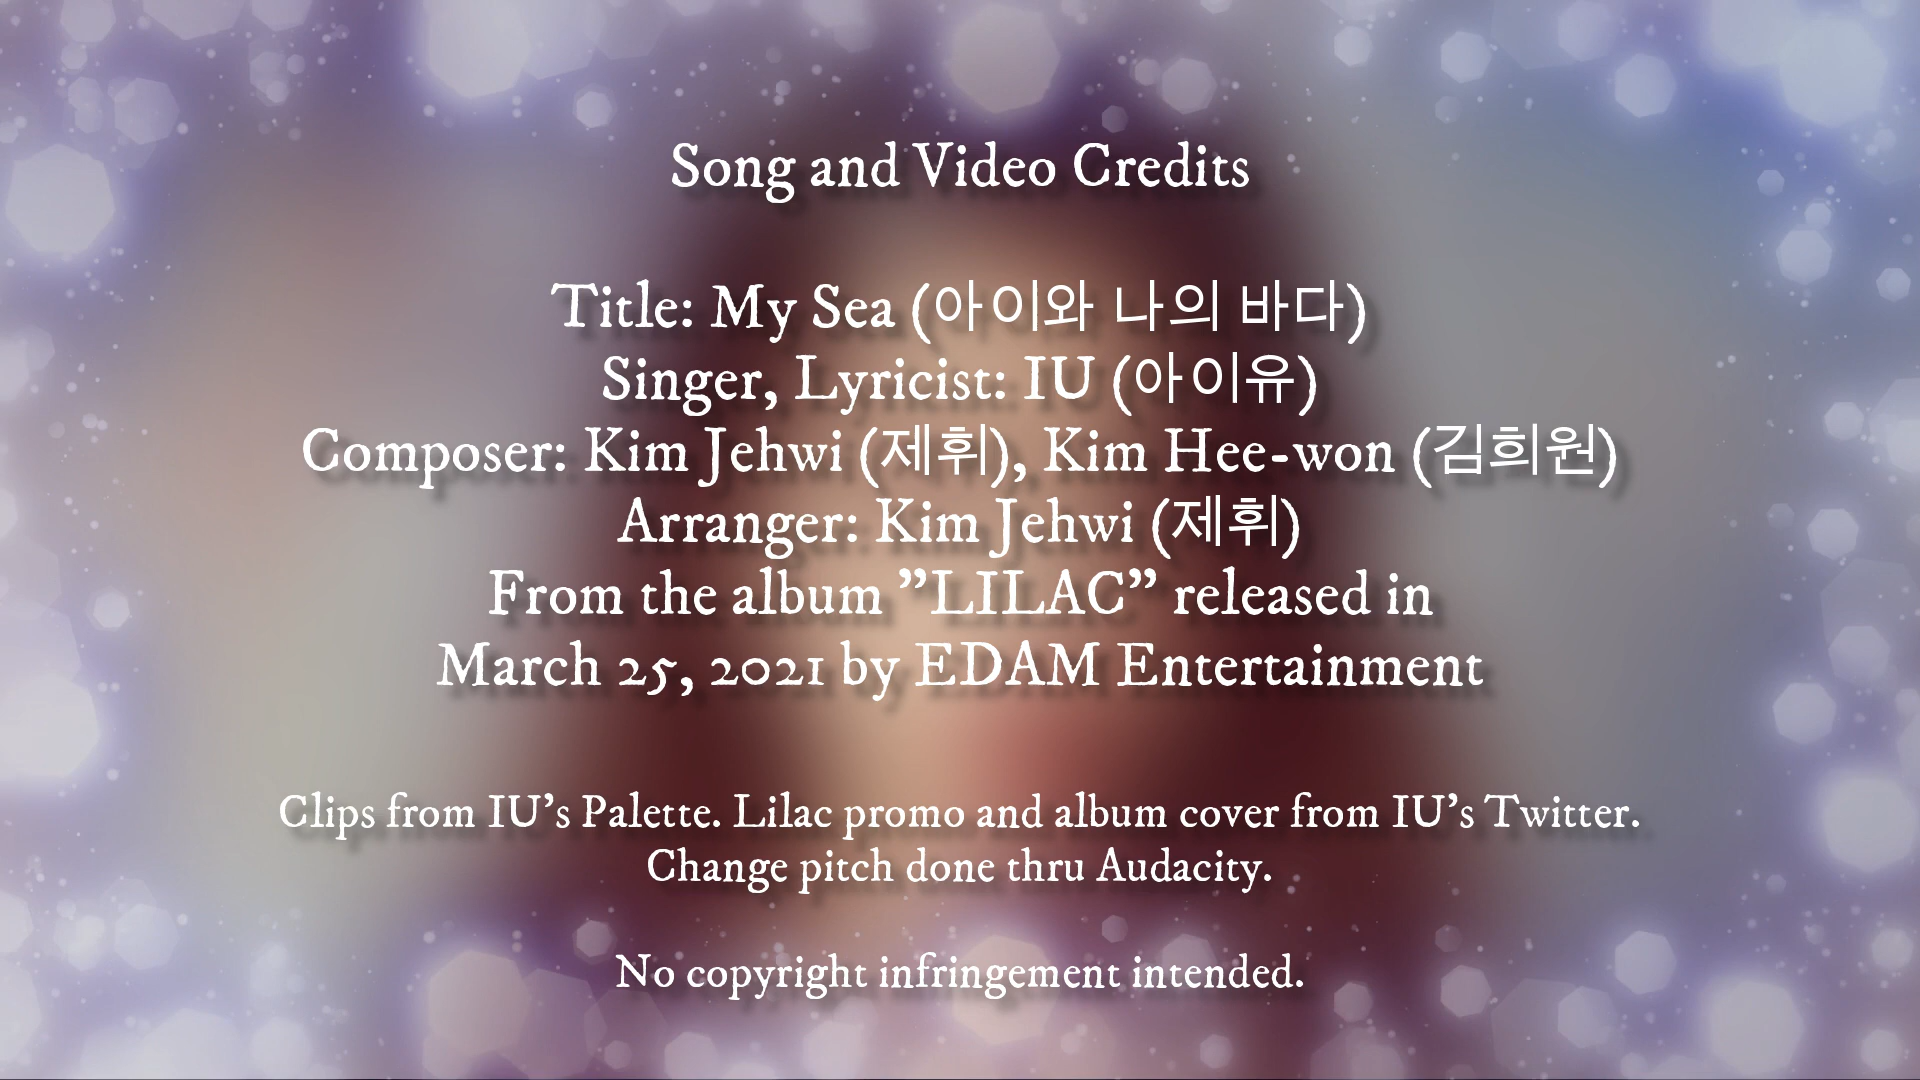 Song and Video Credits
Title: My Sea (아이와 나의 바다)
Singer, Lyricist: IU (아이유)
Composer: Kim Jehwi (제휘), Kim Hee-won (김희원)
Arranger: Kim Jehwi (제휘)
From the album ”LILAC” released in
March 25, 2021 by EDAM Entertainment
Clips from IU’s Palette. Lilac promo and album cover from IU’s Twitter.
Change pitch done thru Audacity.
No copyright infringement intended.